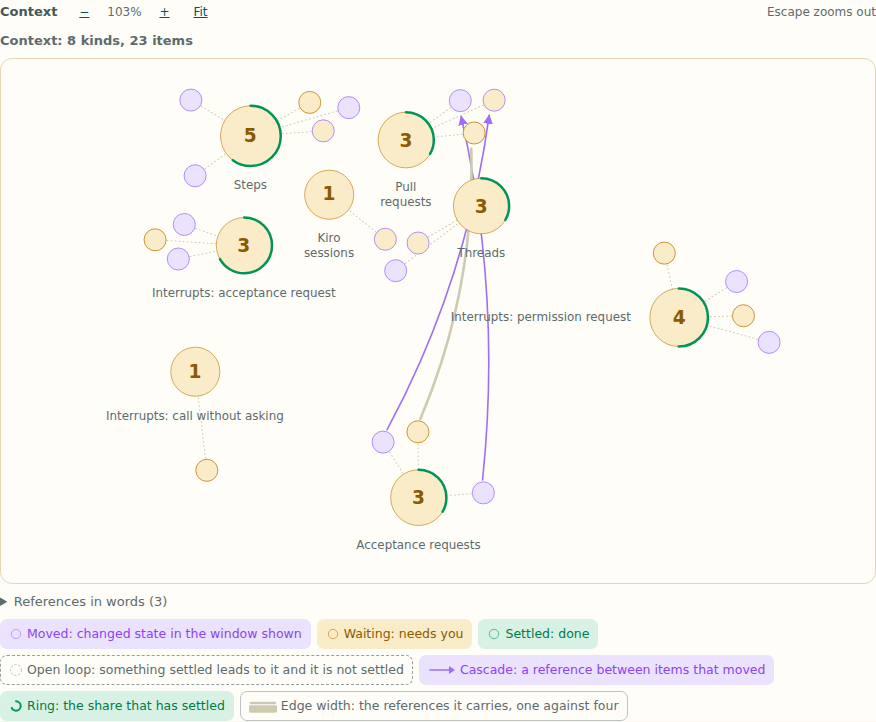 Context − 103% + Fit Escape zooms out
Context: 8 kinds, 23 items
5
Steps
3
Pull
requests
1
Kiro
sessions
3
Threads
3
Interrupts: acceptance request
4
Interrupts: permission request
1
Interrupts: call without asking
3
Acceptance requests
References in words (3)
Moved: changed state in the window shown
Waiting: needs you
Settled: done
Open loop: something settled leads to it and it is not settled
Cascade: a reference between items that moved
Ring: the share that has settled
Edge width: the references it carries, one against four